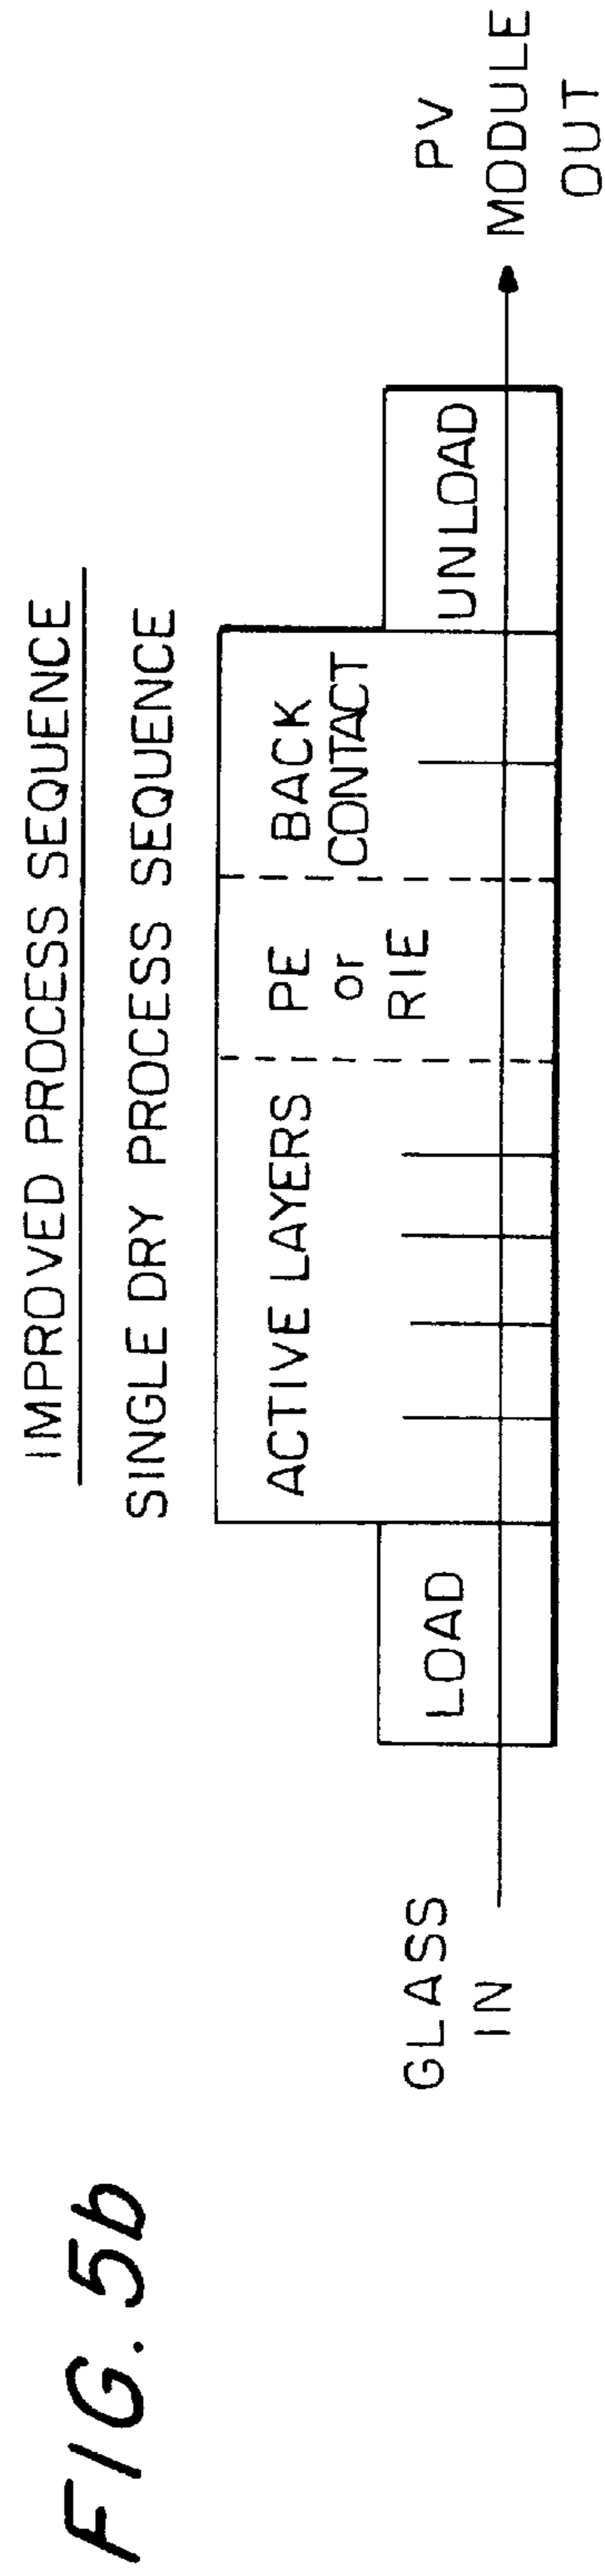 FIG. 5b
IMPROVED PROCESS SEQUENCE
SINGLE DRY PROCESS SEQUENCE
GLASS
IN
LOAD
ACTIVE LAYERS
PE
or
RIE
BACK
CONTACT
UNLOAD
PV
MODULE
OUT